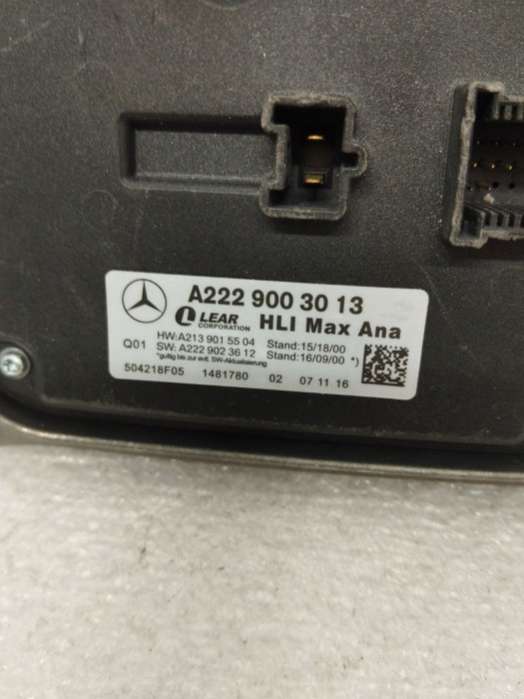 A222 900 30 13
LEAR CORPORATION HLI Max Ana
Q01 HW:A213 901 55 04 Stand:15/18/00
SW: A222 902 36 12 Stand:16/09/00 *)
*gültig bis zur evtl. SW-Aktualisierung
504218F05 1481780 02 07 11 16